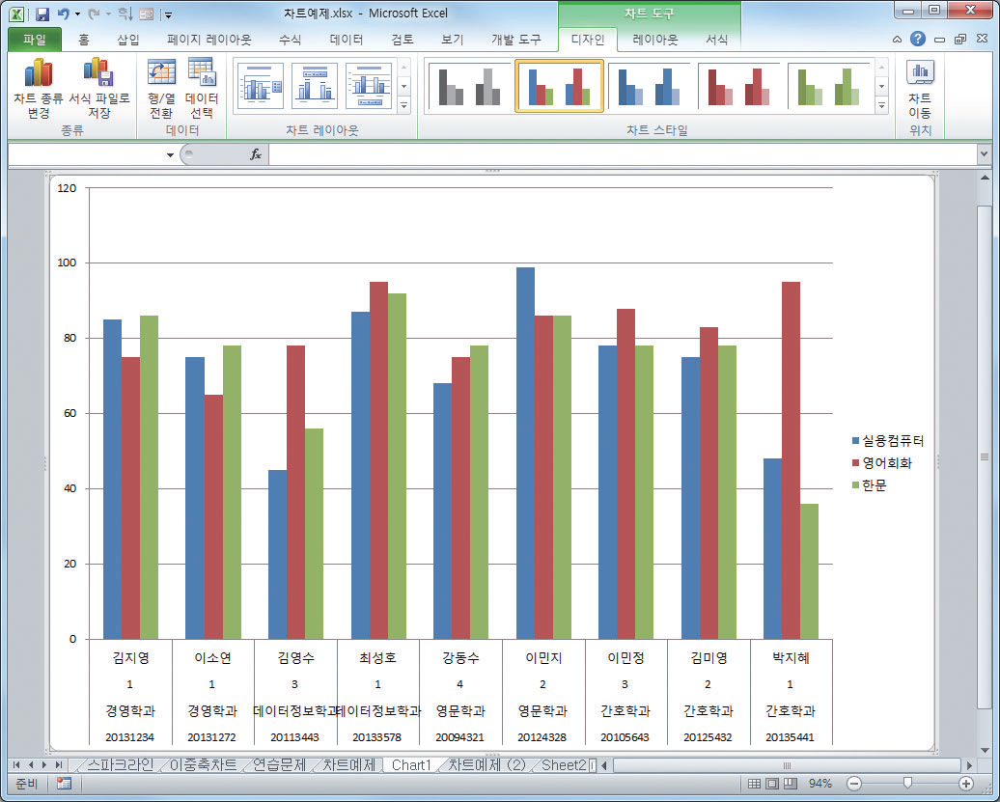 차트예제.xlsx - Microsoft Excel
차트 도구
파일 홈 삽입 페이지 레이아웃 수식 데이터 검토 보기 개발 도구 디자인 레이아웃 서식
차트 종류 변경
서식 파일로 저장
행/열 전환
데이터 선택
차트 이동
종류 데이터 차트 레이아웃 차트 스타일 위치
fx
120
100
80
60
40
20
0
실용컴퓨터
영어회화
한문
김지영 이소연 김영수 최성호 강동수 이민지 이민정 김미영 박지혜
1 1 3 1 4 2 3 2 1
경영학과 경영학과 데이터정보학과 데이터정보학과 영문학과 영문학과 간호학과 간호학과 간호학과
20131234 20131272 20113443 20133578 20094321 20124328 20105643 20125432 20135441
스파크라인 이중축차트 연습문제 차트예제 Chart1 차트예제 (2) Sheet2
준비 94%